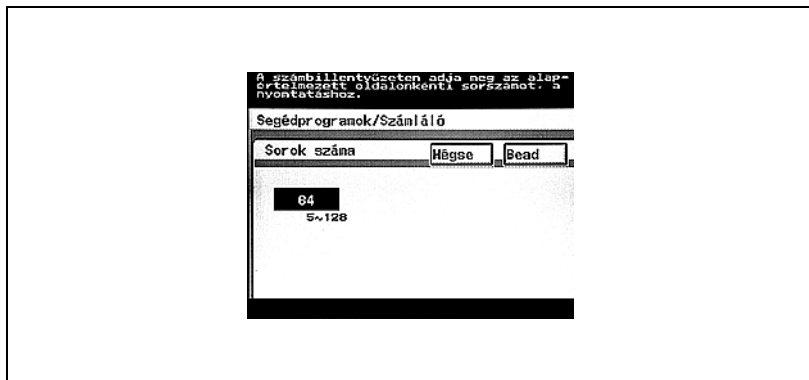 A számbillentyűzeten adja meg az alap-
értelmezett oldalonkénti sorszámot. a
nyomtatáshoz.
Segédprogramok/Számláló
Sorok száma
Mégse
Bead
64
5~128